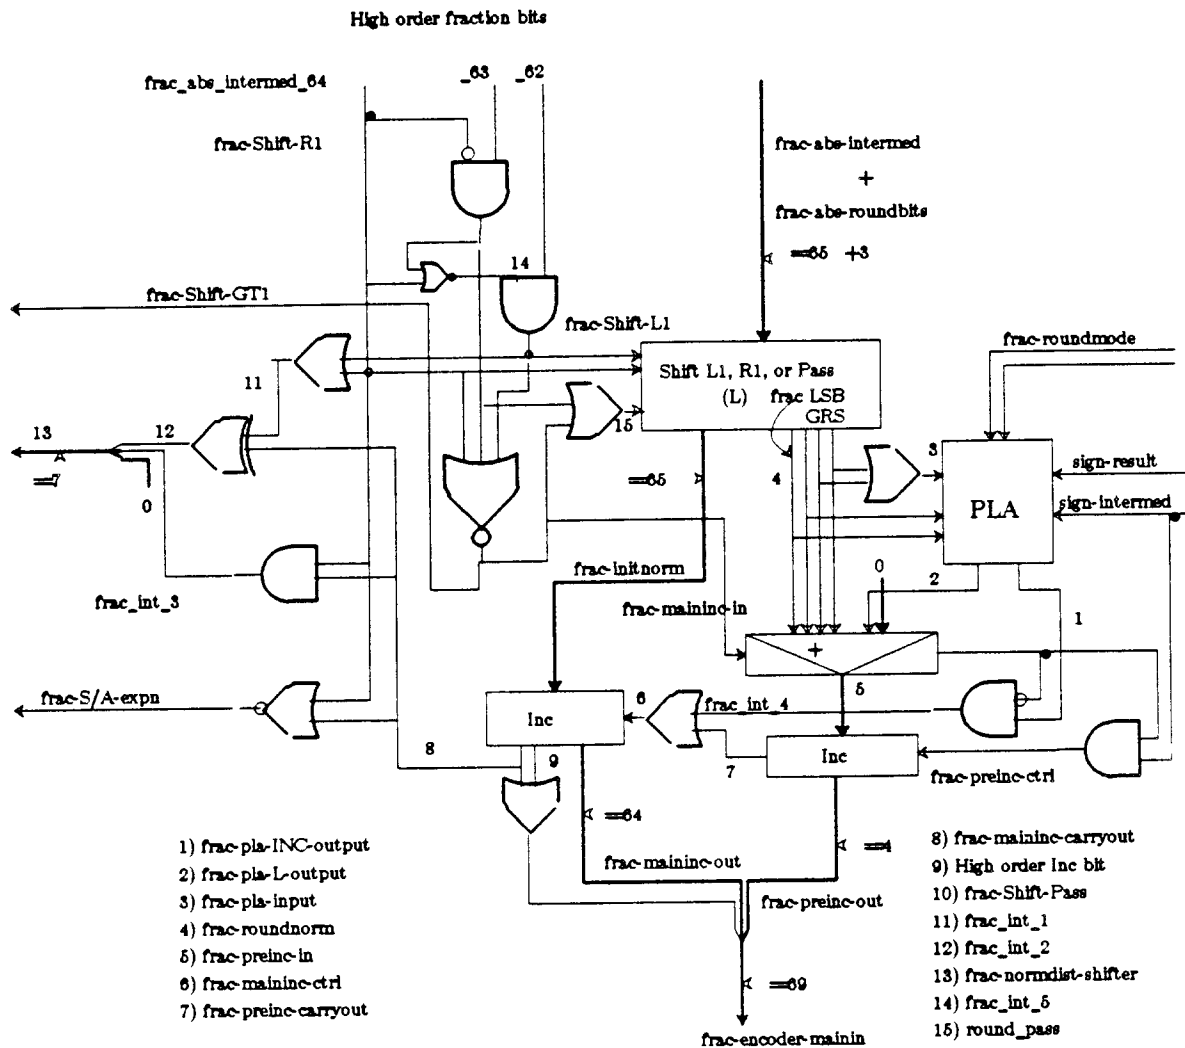 High order fraction bits
frac_abs_intermed_64
_63
_62
frac-Shift-R1
frac-abs-intermed
+
frac-abs-roundbits
==65 +3
14
frac-Shift-GT1
frac-Shift-L1
frac-roundmode
11
Shift L1, R1, or Pass
(L) frac LSB
GRS
15
13
12
==7
0
==65
4
3
sign-result
sign-intermed
PLA
frac-initnorm
0
2
frac_int_3
frac-maininc-in
1
+
frac-S/A-expn
5
6
frac_int_4
Inc
8
9
7
Inc
frac-preinc-ctrl
==64
==4
frac-maininc-out
frac-preinc-out
==69
frac-encoder-mainin
1) frac-pla-INC-output
2) frac-pla-L-output
3) frac-pla-input
4) frac-roundnorm
5) frac-preinc-in
6) frac-maininc-ctrl
7) frac-preinc-carryout
8) frac-maininc-carryout
9) High order Inc bit
10) frac-Shift-Pass
11) frac_int_1
12) frac_int_2
13) frac-normdist-shifter
14) frac_int_5
15) round_pass